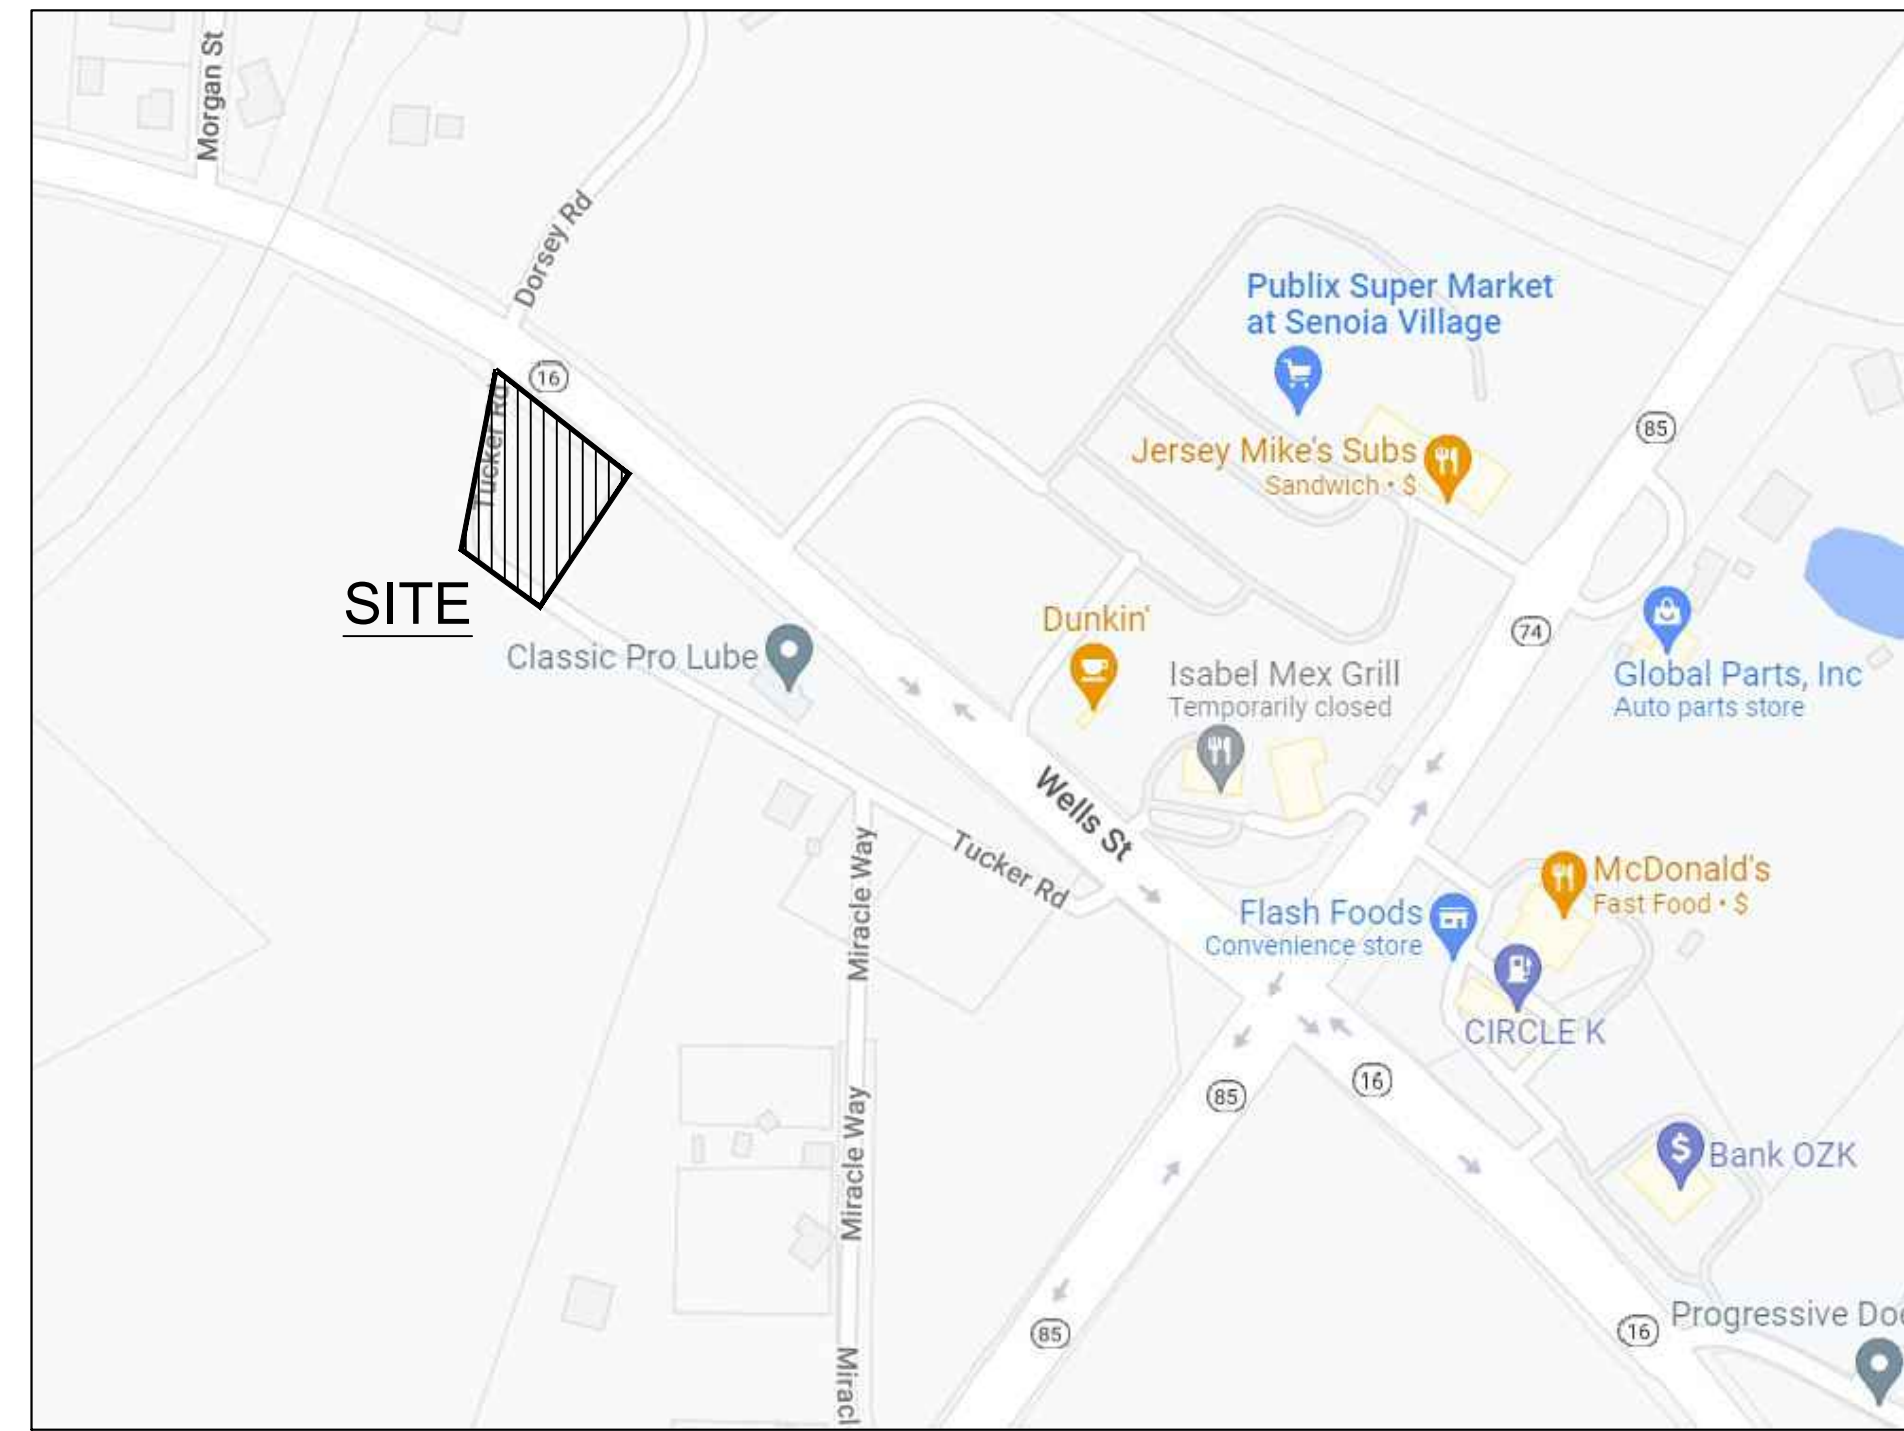 Morgan St
Dorsey Rd
16
Tucker Rd
SITE
Publix Super Market
at Senoia Village
Jersey Mike's Subs
Sandwich • $
85
74
Dunkin'
Isabel Mex Grill
Temporarily closed
Classic Pro Lube
Global Parts, Inc
Auto parts store
Wells St
Tucker Rd
Miracle Way
McDonald's
Fast Food • $
Flash Foods
Convenience store
CIRCLE K
85
16
Bank OZK
Miracle Way
85
16
Progressive Do
Miracl